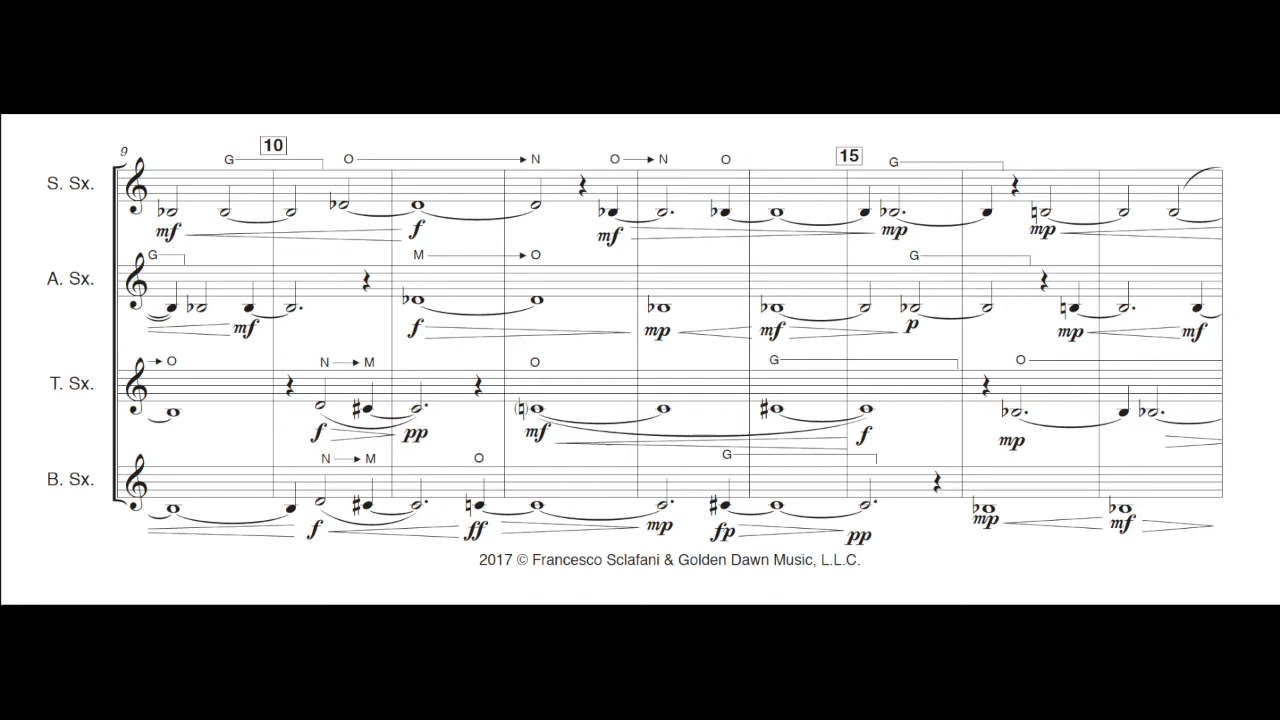 9
G
10
O
N
O
N
O
15
G
S. Sx.
mf
f
mf
mp
mp
G
M
O
G
A. Sx.
mf
f
mp
mf
p
mp
mf
O
N
M
O
G
O
T. Sx.
f
pp
mf
f
mp
N
M
O
G
B. Sx.
f
ff
mp
fp
pp
mp
mf
2017 © Francesco Sclafani & Golden Dawn Music, L.L.C.